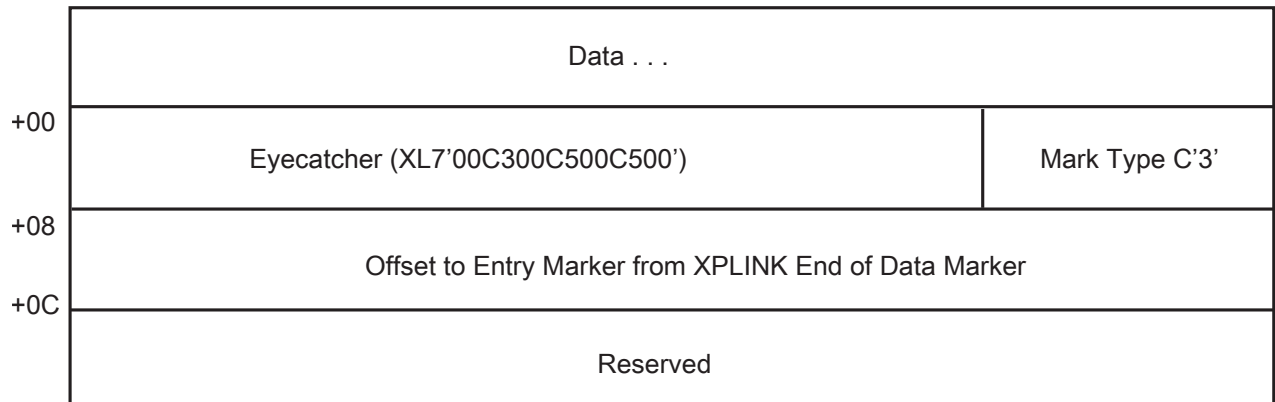 Data . . .
+00
Eyecatcher (XL7’00C300C500C500’)
Mark Type C’3’
+08
Offset to Entry Marker from XPLINK End of Data Marker
+0C
Reserved